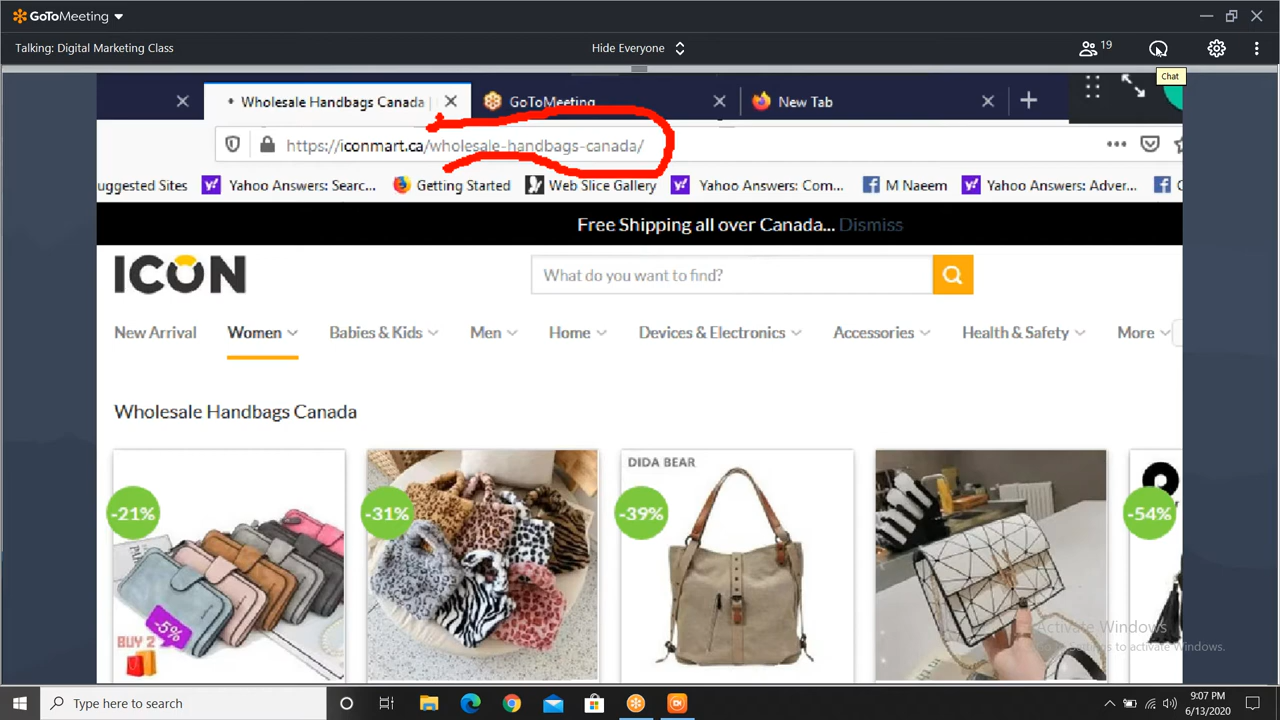 GoToMeeting
Talking: Digital Marketing Class
Hide Everyone
19
Chat
Wholesale Handbags Canada |
GoToMeeting
New Tab
https://iconmart.ca/wholesale-handbags-canada/
uggested Sites
Yahoo Answers: Searc...
Getting Started
Web Slice Gallery
Yahoo Answers: Com...
M Naeem
Yahoo Answers: Adver...
Free Shipping all over Canada... Dismiss
ICON
What do you want to find?
New Arrival
Women
Babies & Kids
Men
Home
Devices & Electronics
Accessories
Health & Safety
More
Wholesale Handbags Canada
-21%
-31%
DIDA BEAR
-39%
-54%
-5%
BUY 2
Activate Windows
to activate Windows.
Type here to search
9:07 PM
6/13/2020